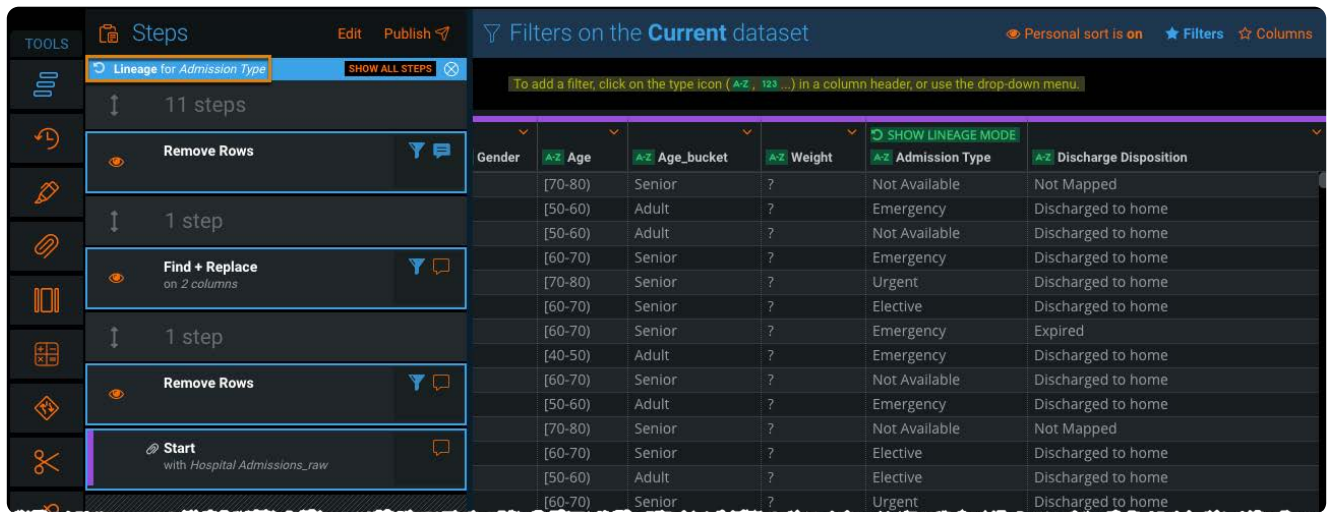 TOOLS
Steps
Edit
Publish
Lineage for Admission Type
SHOW ALL STEPS
11 steps
Remove Rows
1 step
Find + Replace
on 2 columns
1 step
Remove Rows
Start
with Hospital Admissions_raw
Filters on the Current dataset
Personal sort is on
Filters
Columns
To add a filter, click on the type icon ( A-Z , 123 ...) in a column header, or use the drop-down menu.
SHOW LINEAGE MODE
Gender A-Z Age A-Z Age_bucket A-Z Weight A-Z Admission Type A-Z Discharge Disposition
[70-80) Senior ? Not Available Not Mapped
[50-60) Adult ? Emergency Discharged to home
[50-60) Adult ? Not Available Discharged to home
[60-70) Senior ? Emergency Discharged to home
[70-80) Senior ? Urgent Discharged to home
[60-70) Senior ? Elective Discharged to home
[60-70) Senior ? Emergency Expired
[40-50) Adult ? Emergency Discharged to home
[60-70) Senior ? Not Available Discharged to home
[50-60) Adult ? Emergency Discharged to home
[70-80) Senior ? Not Available Not Mapped
[60-70) Senior ? Elective Discharged to home
[50-60) Adult ? Elective Discharged to home
[60-70) Senior ? Urgent Discharged to home